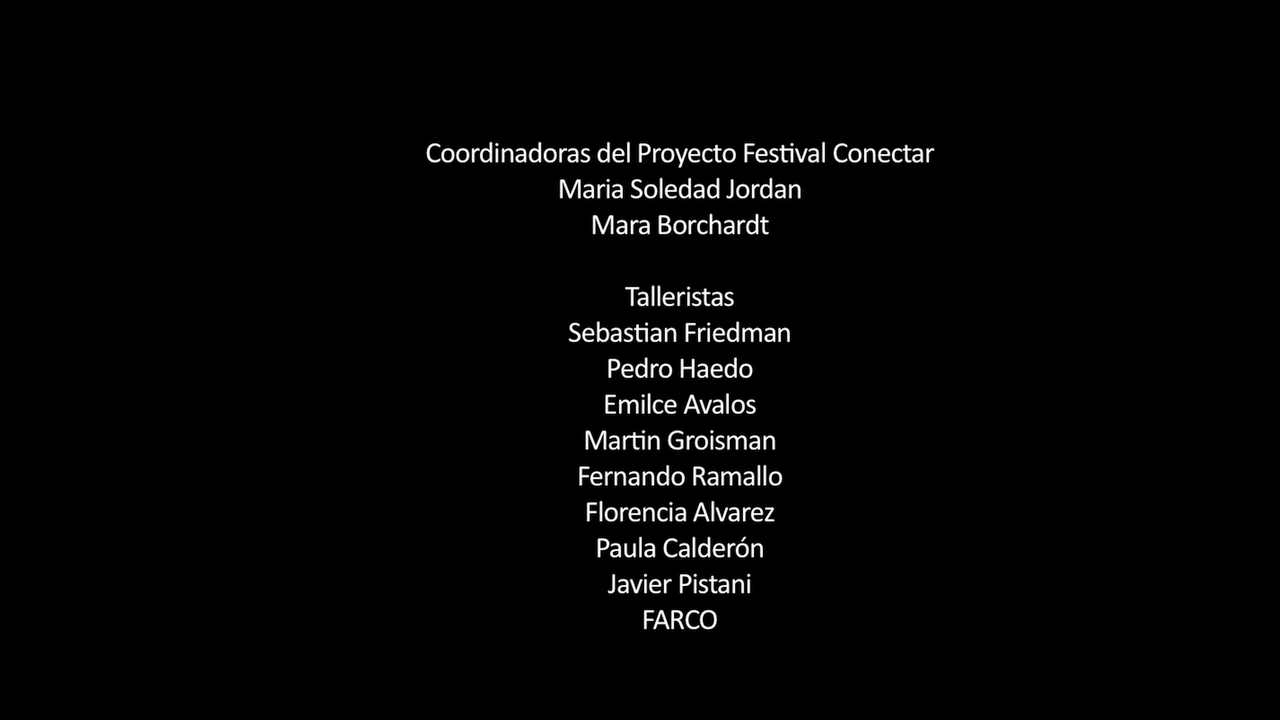 Coordinadoras del Proyecto Festival Conectar
Maria Soledad Jordan
Mara Borchardt
Talleristas
Sebastian Friedman
Pedro Haedo
Emilce Avalos
Martin Groisman
Fernando Ramallo
Florencia Alvarez
Paula Calderón
Javier Pistani
FARCO